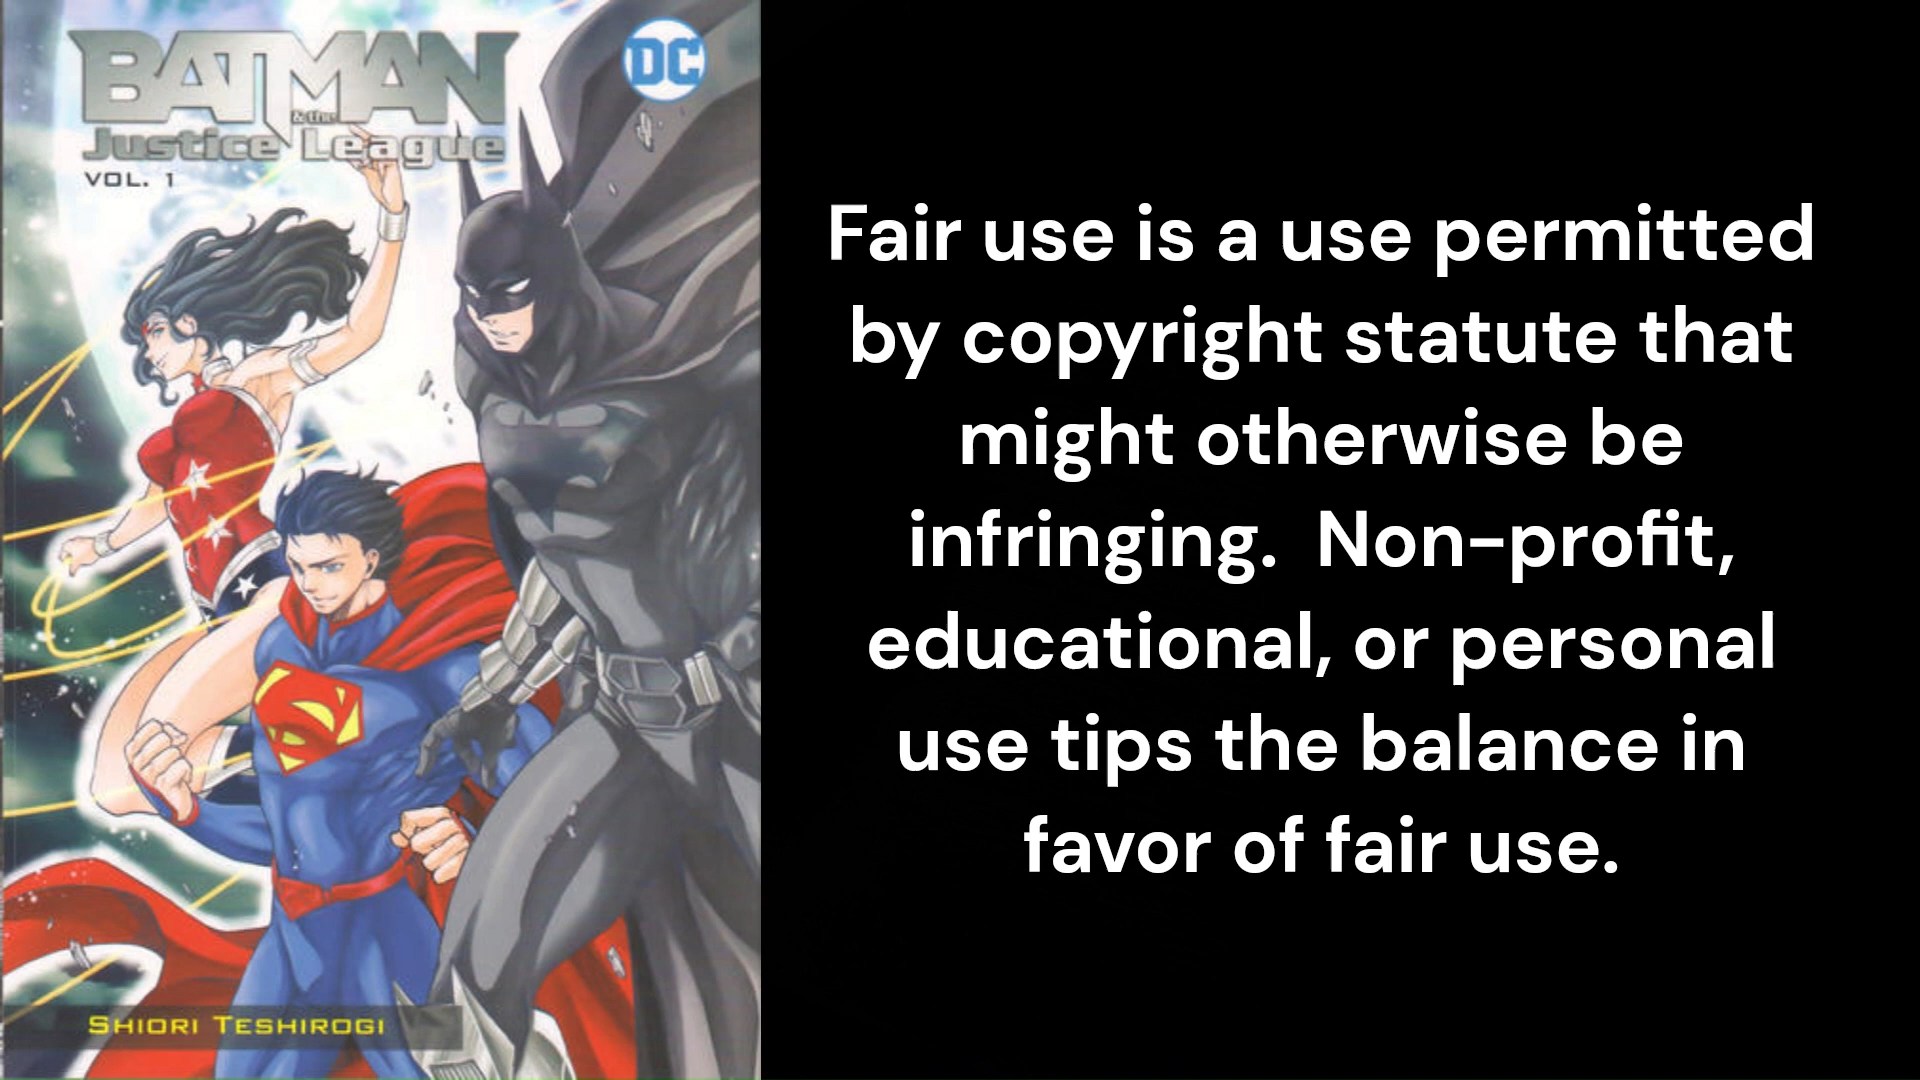 BATMAN
& the
Justice League
VOL. 1
DC
SHIORI TESHIROGI
Fair use is a use permitted
by copyright statute that
might otherwise be
infringing.  Non-profit,
educational, or personal
use tips the balance in
favor of fair use.